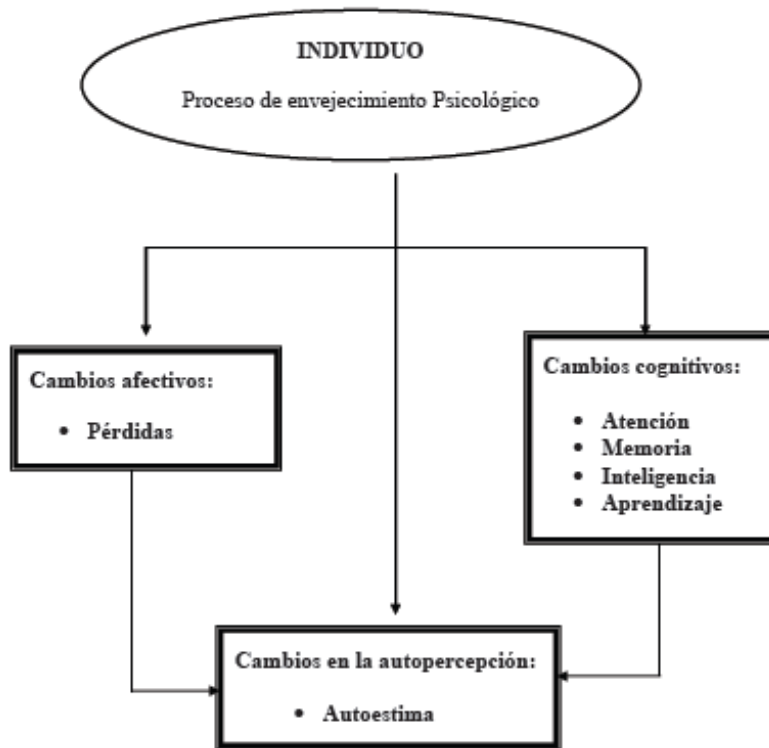 INDIVIDUO
Proceso de envejecimiento Psicológico
Cambios afectivos:
• Pérdidas
Cambios cognitivos:
• Atención
• Memoria
• Inteligencia
• Aprendizaje
Cambios en la autopercepción:
• Autoestima